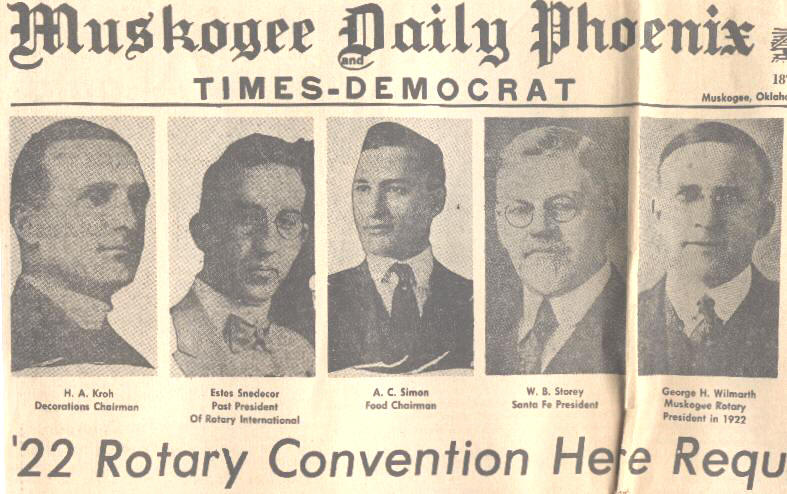 Muskogee Daily Phoenix
and
TIMES-DEMOCRAT
Muskogee, Oklaho
H. A. Kroh
Decorations Chairman
Estes Snedecor
Past President
Of Rotary International
A. C. Simon
Food Chairman
W. B. Storey
Santa Fe President
George H. Wilmarth
Muskogee Rotary
President in 1922
'22 Rotary Convention Here Requ